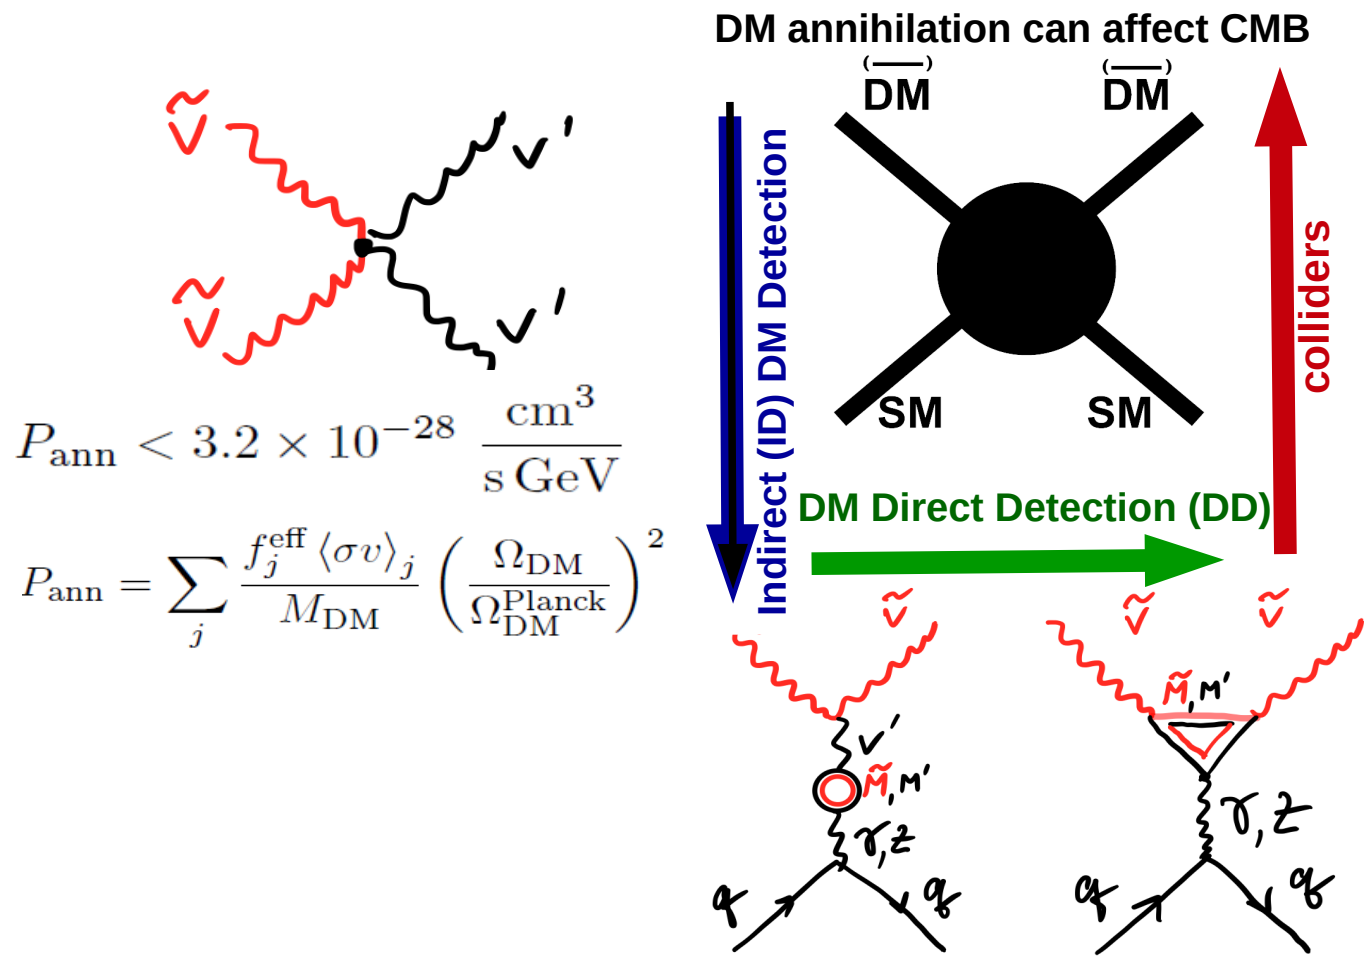 DM annihilation can affect CMB
(—) (—)
DM DM
Ṽ V'
Ṽ V'
Indirect (ID) DM Detection
colliders
SM SM
P_ann < 3.2 × 10^−28 cm^3 / s GeV
DM Direct Detection (DD)
P_ann = ∑_j f_j^eff ⟨σv⟩_j / M_DM (Ω_DM / Ω_DM^Planck)^2
Ṽ Ṽ Ṽ
M̃, M'
V'
M̃, M'
γ, Z γ, Z
q q q q